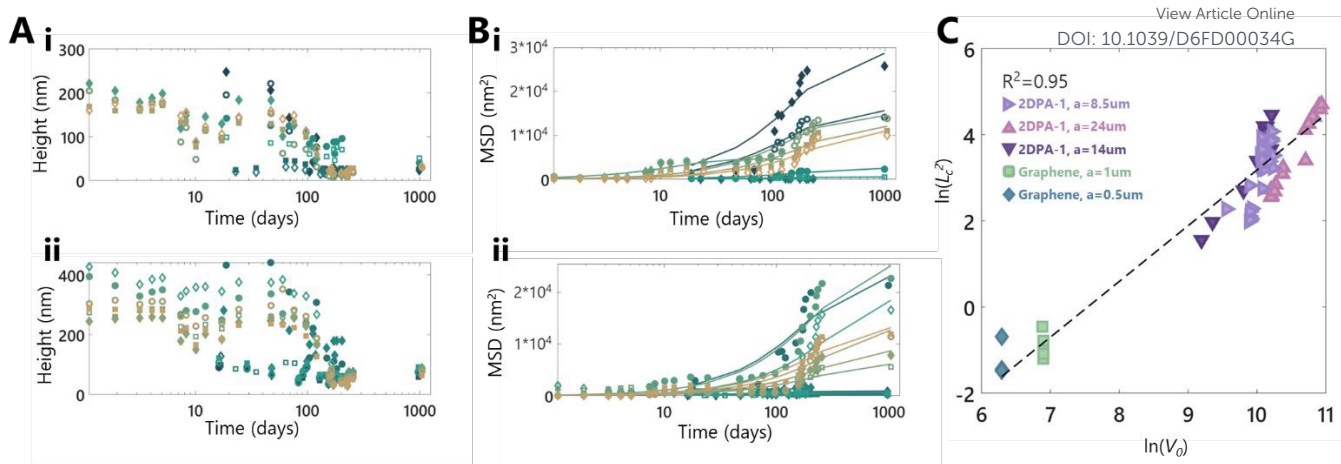 View Article Online
DOI: 10.1039/D6FD00034G
A
i
Height (nm)
300
200
100
0
10
100
1000
Time (days)
ii
Height (nm)
400
200
0
10
100
1000
Time (days)
B
i
MSD (nm²)
3*10⁴
2*10⁴
1*10⁴
0
10
100
1000
Time (days)
ii
MSD (nm²)
2*10⁴
1*10⁴
0
10
100
1000
Time (days)
C
ln(L_c²)
6
4
2
0
-2
R²=0.95
2DPA-1, a=8.5um
2DPA-1, a=24um
2DPA-1, a=14um
Graphene, a=1um
Graphene, a=0.5um
6 7 8 9 10 11
ln(V₀)